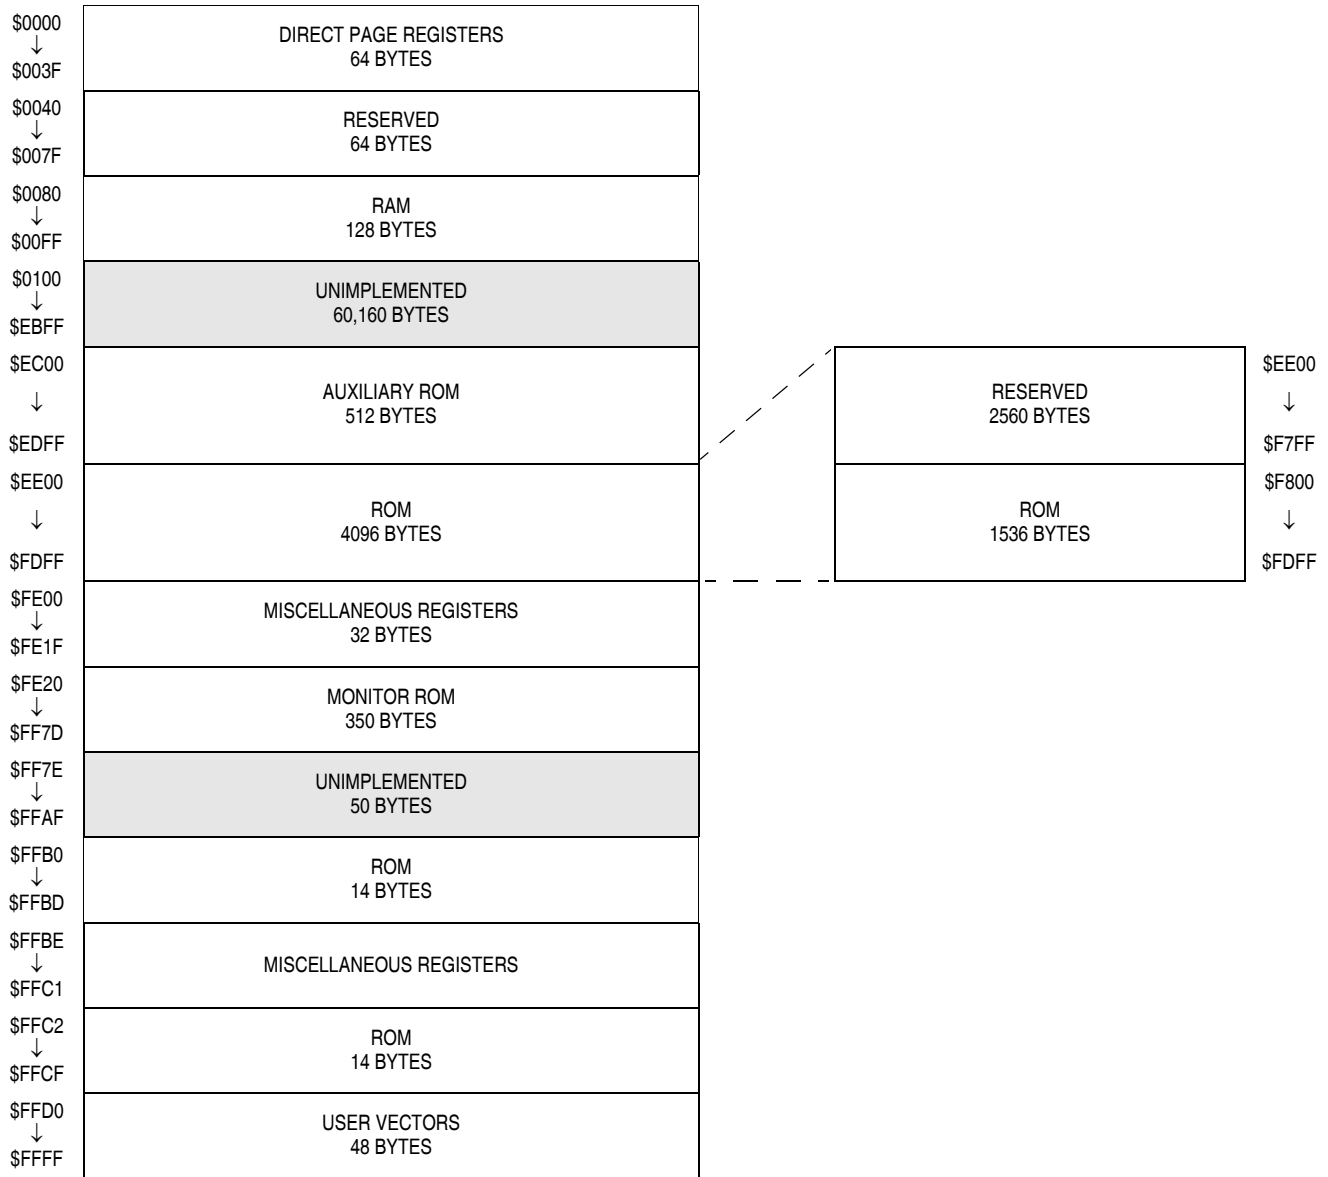 $0000
↓
$003F
DIRECT PAGE REGISTERS
64 BYTES
$0040
↓
$007F
RESERVED
64 BYTES
$0080
↓
$00FF
RAM
128 BYTES
$0100
↓
$EBFF
UNIMPLEMENTED
60,160 BYTES
$EC00
↓
$EDFF
AUXILIARY ROM
512 BYTES
$EE00
↓
$FDFF
ROM
4096 BYTES
RESERVED
2560 BYTES
$EE00
↓
$F7FF
ROM
1536 BYTES
$F800
↓
$FDFF
$FE00
↓
$FE1F
MISCELLANEOUS REGISTERS
32 BYTES
$FE20
↓
$FF7D
MONITOR ROM
350 BYTES
$FF7E
↓
$FFAF
UNIMPLEMENTED
50 BYTES
$FFB0
↓
$FFBD
ROM
14 BYTES
$FFBE
↓
$FFC1
MISCELLANEOUS REGISTERS
$FFC2
↓
$FFCF
ROM
14 BYTES
$FFD0
↓
$FFFF
USER VECTORS
48 BYTES